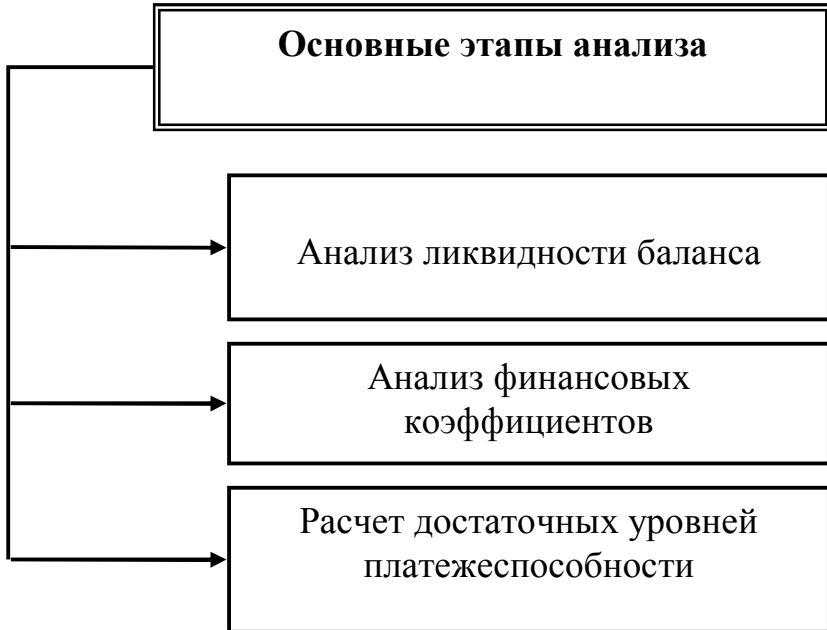 Основные этапы анализа
Анализ ликвидности баланса
Анализ финансовых
коэффициентов
Расчет достаточных уровней
платежеспособности